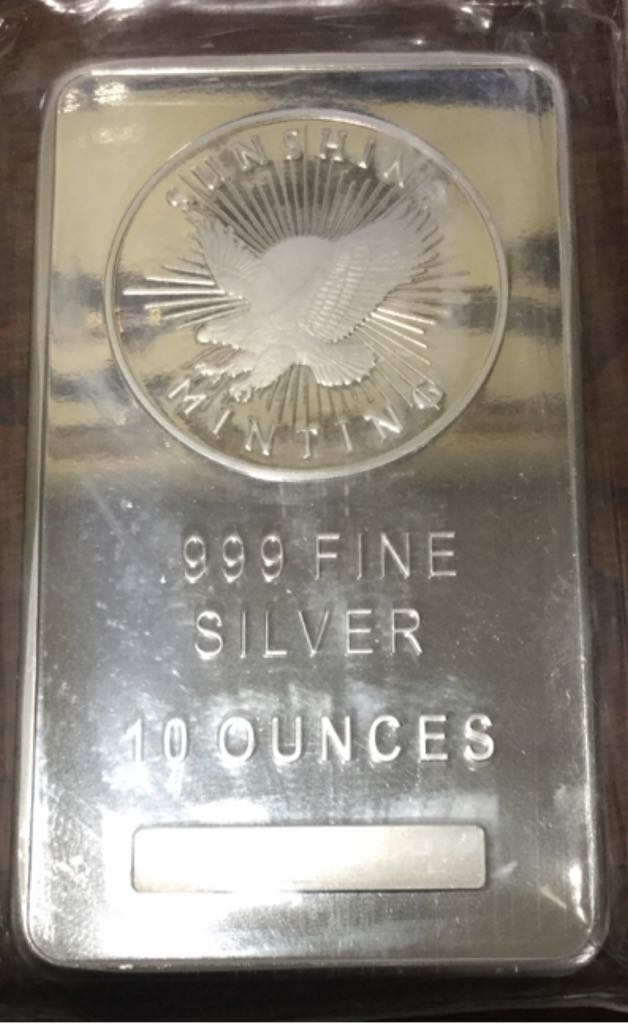 SUNSHINE
MINTING
.999 FINE
SILVER
10 OUNCES